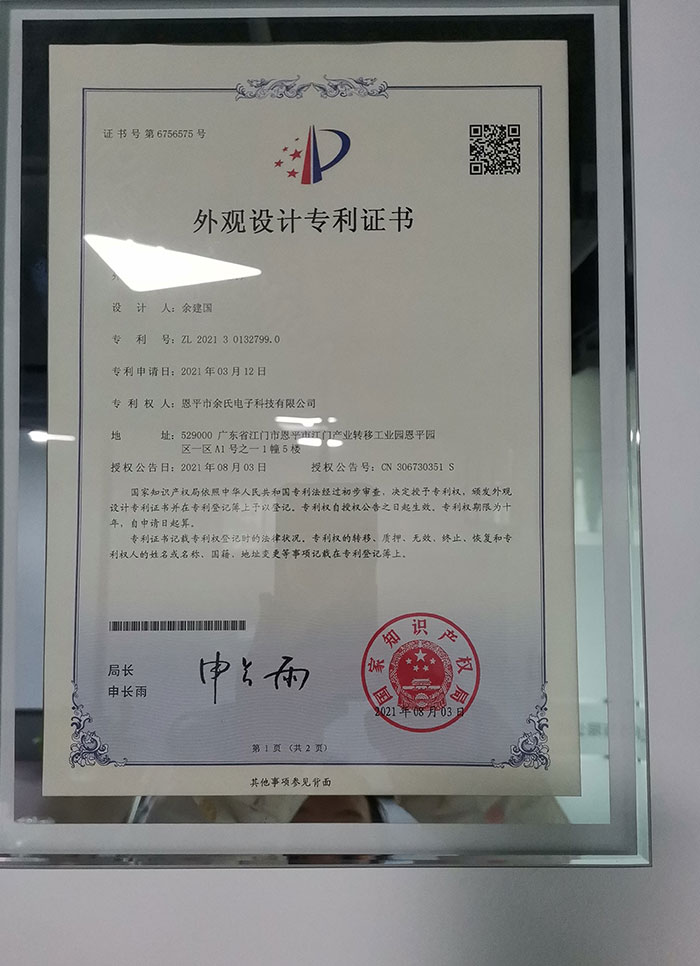 证书号第6756575号
外观设计专利证书
设计人：余建国
专利号：ZL 2021 3 0132799.0
专利申请日：2021年03月12日
专利权人：恩平市余氏电子科技有限公司
地址：529000 广东省江门市恩平市江门产业转移工业园恩平园
区一区A1号之一1幢5楼
授权公告日：2021年08月03日 授权公告号：CN 306730351 S
国家知识产权局依照中华人民共和国专利法经过初步审查，决定授予专利权，颁发外观
设计专利证书并在专利登记簿上予以登记。专利权自授权公告之日起生效。专利权期限为十
年，自申请日起算。
专利证书记载专利权登记时的法律状况。专利权的转移、质押、无效、终止、恢复和专
利权人的姓名或名称、国籍、地址变更等事项记载在专利登记簿上。
局长
申长雨
申长雨
国家知识产权局
2021年08月03日
第1页（共2页）
其他事项参见背面